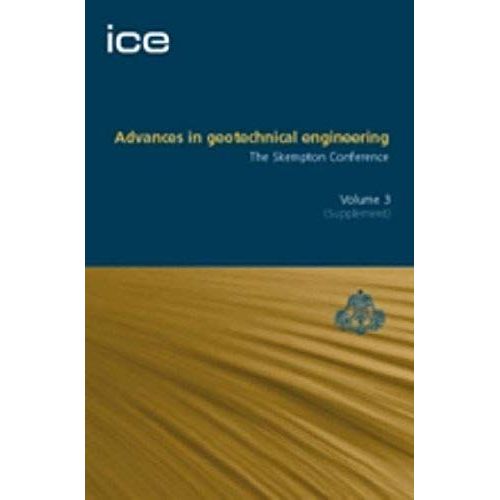 ice
Advances in geotechnical engineering
The Skempton Conference
Volume 3
(Supplement)